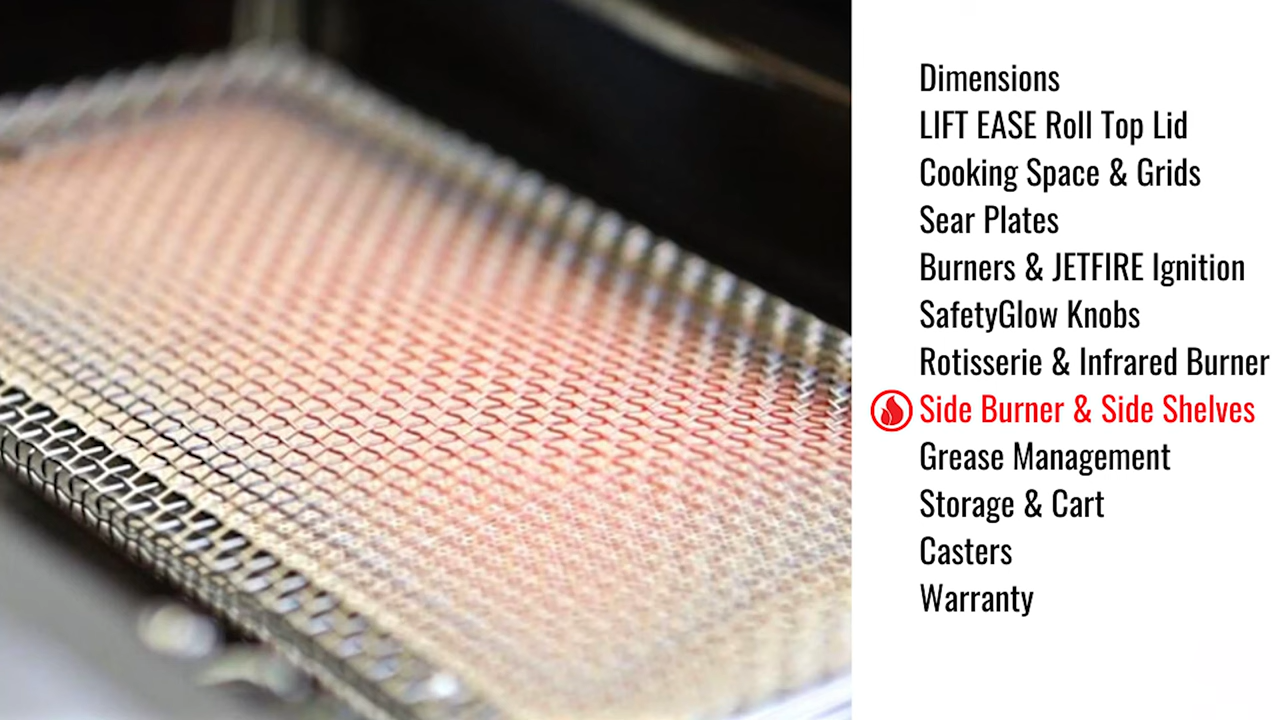 Dimensions
LIFT EASE Roll Top Lid
Cooking Space & Grids
Sear Plates
Burners & JETFIRE Ignition
SafetyGlow Knobs
Rotisserie & Infrared Burner
Side Burner & Side Shelves
Grease Management
Storage & Cart
Casters
Warranty